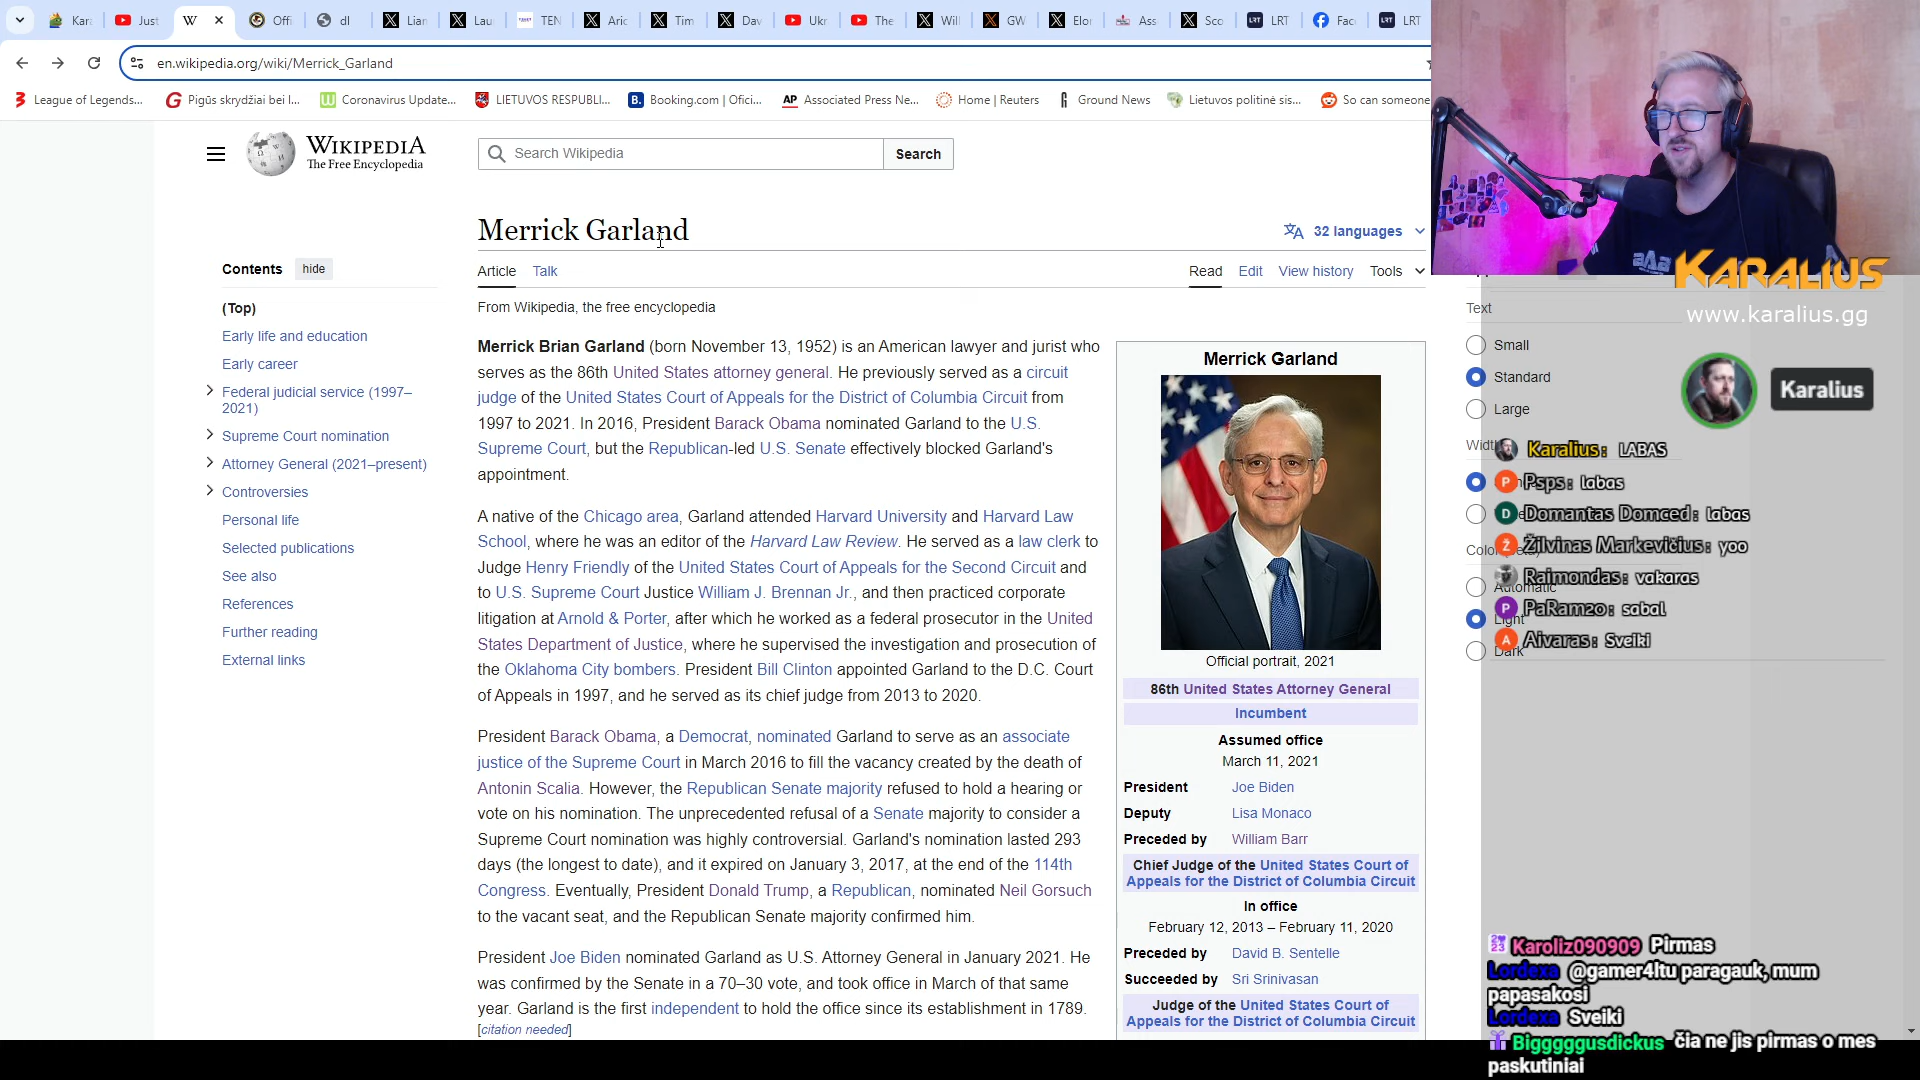 Kara
Just
W
Offi
dl
Lian
Lau
TEN
Aric
Tim
Dav
Ukr
The
Will
GW
Elor
Ass
Sco
LRT
Fac
LRT
en.wikipedia.org/wiki/Merrick_Garland
League of Legends...
Pigūs skrydžiai bei l...
Coronavirus Update...
LIETUVOS RESPUBLI...
Booking.com | Ofici...
AP Associated Press Ne...
Home | Reuters
Ground News
Lietuvos politinė sis...
So can someone
WIKIPEDIA
The Free Encyclopedia
Search Wikipedia
Search
Merrick Garland
32 languages
Article Talk
Read Edit View history Tools
From Wikipedia, the free encyclopedia
Contents hide
(Top)
Early life and education
Early career
Federal judicial service (1997–
2021)
Supreme Court nomination
Attorney General (2021–present)
Controversies
Personal life
Selected publications
See also
References
Further reading
External links
Merrick Brian Garland (born November 13, 1952) is an American lawyer and jurist who
serves as the 86th United States attorney general. He previously served as a circuit
judge of the United States Court of Appeals for the District of Columbia Circuit from
1997 to 2021. In 2016, President Barack Obama nominated Garland to the U.S.
Supreme Court, but the Republican-led U.S. Senate effectively blocked Garland's
appointment.
A native of the Chicago area, Garland attended Harvard University and Harvard Law
School, where he was an editor of the Harvard Law Review. He served as a law clerk to
Judge Henry Friendly of the United States Court of Appeals for the Second Circuit and
to U.S. Supreme Court Justice William J. Brennan Jr., and then practiced corporate
litigation at Arnold & Porter, after which he worked as a federal prosecutor in the United
States Department of Justice, where he supervised the investigation and prosecution of
the Oklahoma City bombers. President Bill Clinton appointed Garland to the D.C. Court
of Appeals in 1997, and he served as its chief judge from 2013 to 2020.
President Barack Obama, a Democrat, nominated Garland to serve as an associate
justice of the Supreme Court in March 2016 to fill the vacancy created by the death of
Antonin Scalia. However, the Republican Senate majority refused to hold a hearing or
vote on his nomination. The unprecedented refusal of a Senate majority to consider a
Supreme Court nomination was highly controversial. Garland's nomination lasted 293
days (the longest to date), and it expired on January 3, 2017, at the end of the 114th
Congress. Eventually, President Donald Trump, a Republican, nominated Neil Gorsuch
to the vacant seat, and the Republican Senate majority confirmed him.
President Joe Biden nominated Garland as U.S. Attorney General in January 2021. He
was confirmed by the Senate in a 70–30 vote, and took office in March of that same
year. Garland is the first independent to hold the office since its establishment in 1789.
[citation needed]
Merrick Garland
Official portrait, 2021
86th United States Attorney General
Incumbent
Assumed office
March 11, 2021
President Joe Biden
Deputy Lisa Monaco
Preceded by William Barr
Chief Judge of the United States Court of
Appeals for the District of Columbia Circuit
In office
February 12, 2013 – February 11, 2020
Preceded by David B. Sentelle
Succeeded by Sri Srinivasan
Judge of the United States Court of
Appeals for the District of Columbia Circuit
KARALIUS
www.karalius.gg
Text
Small
Standard
Large
Karalius
Karalius: LABAS
Psps: labas
Domantas Domced: labas
Žilvinas Markevičius: yoo
Raimondas: vakaras
Automatic
PaRamzo: sabal
Light
Aivaras: Sveiki
Dark
Karoliz090909 Pirmas
Lordexa @gamer4ltu paragauk, mum
papasakosi
Lordexa Sveiki
Bigggggusdickus čia ne jis pirmas o mes
paskutiniai